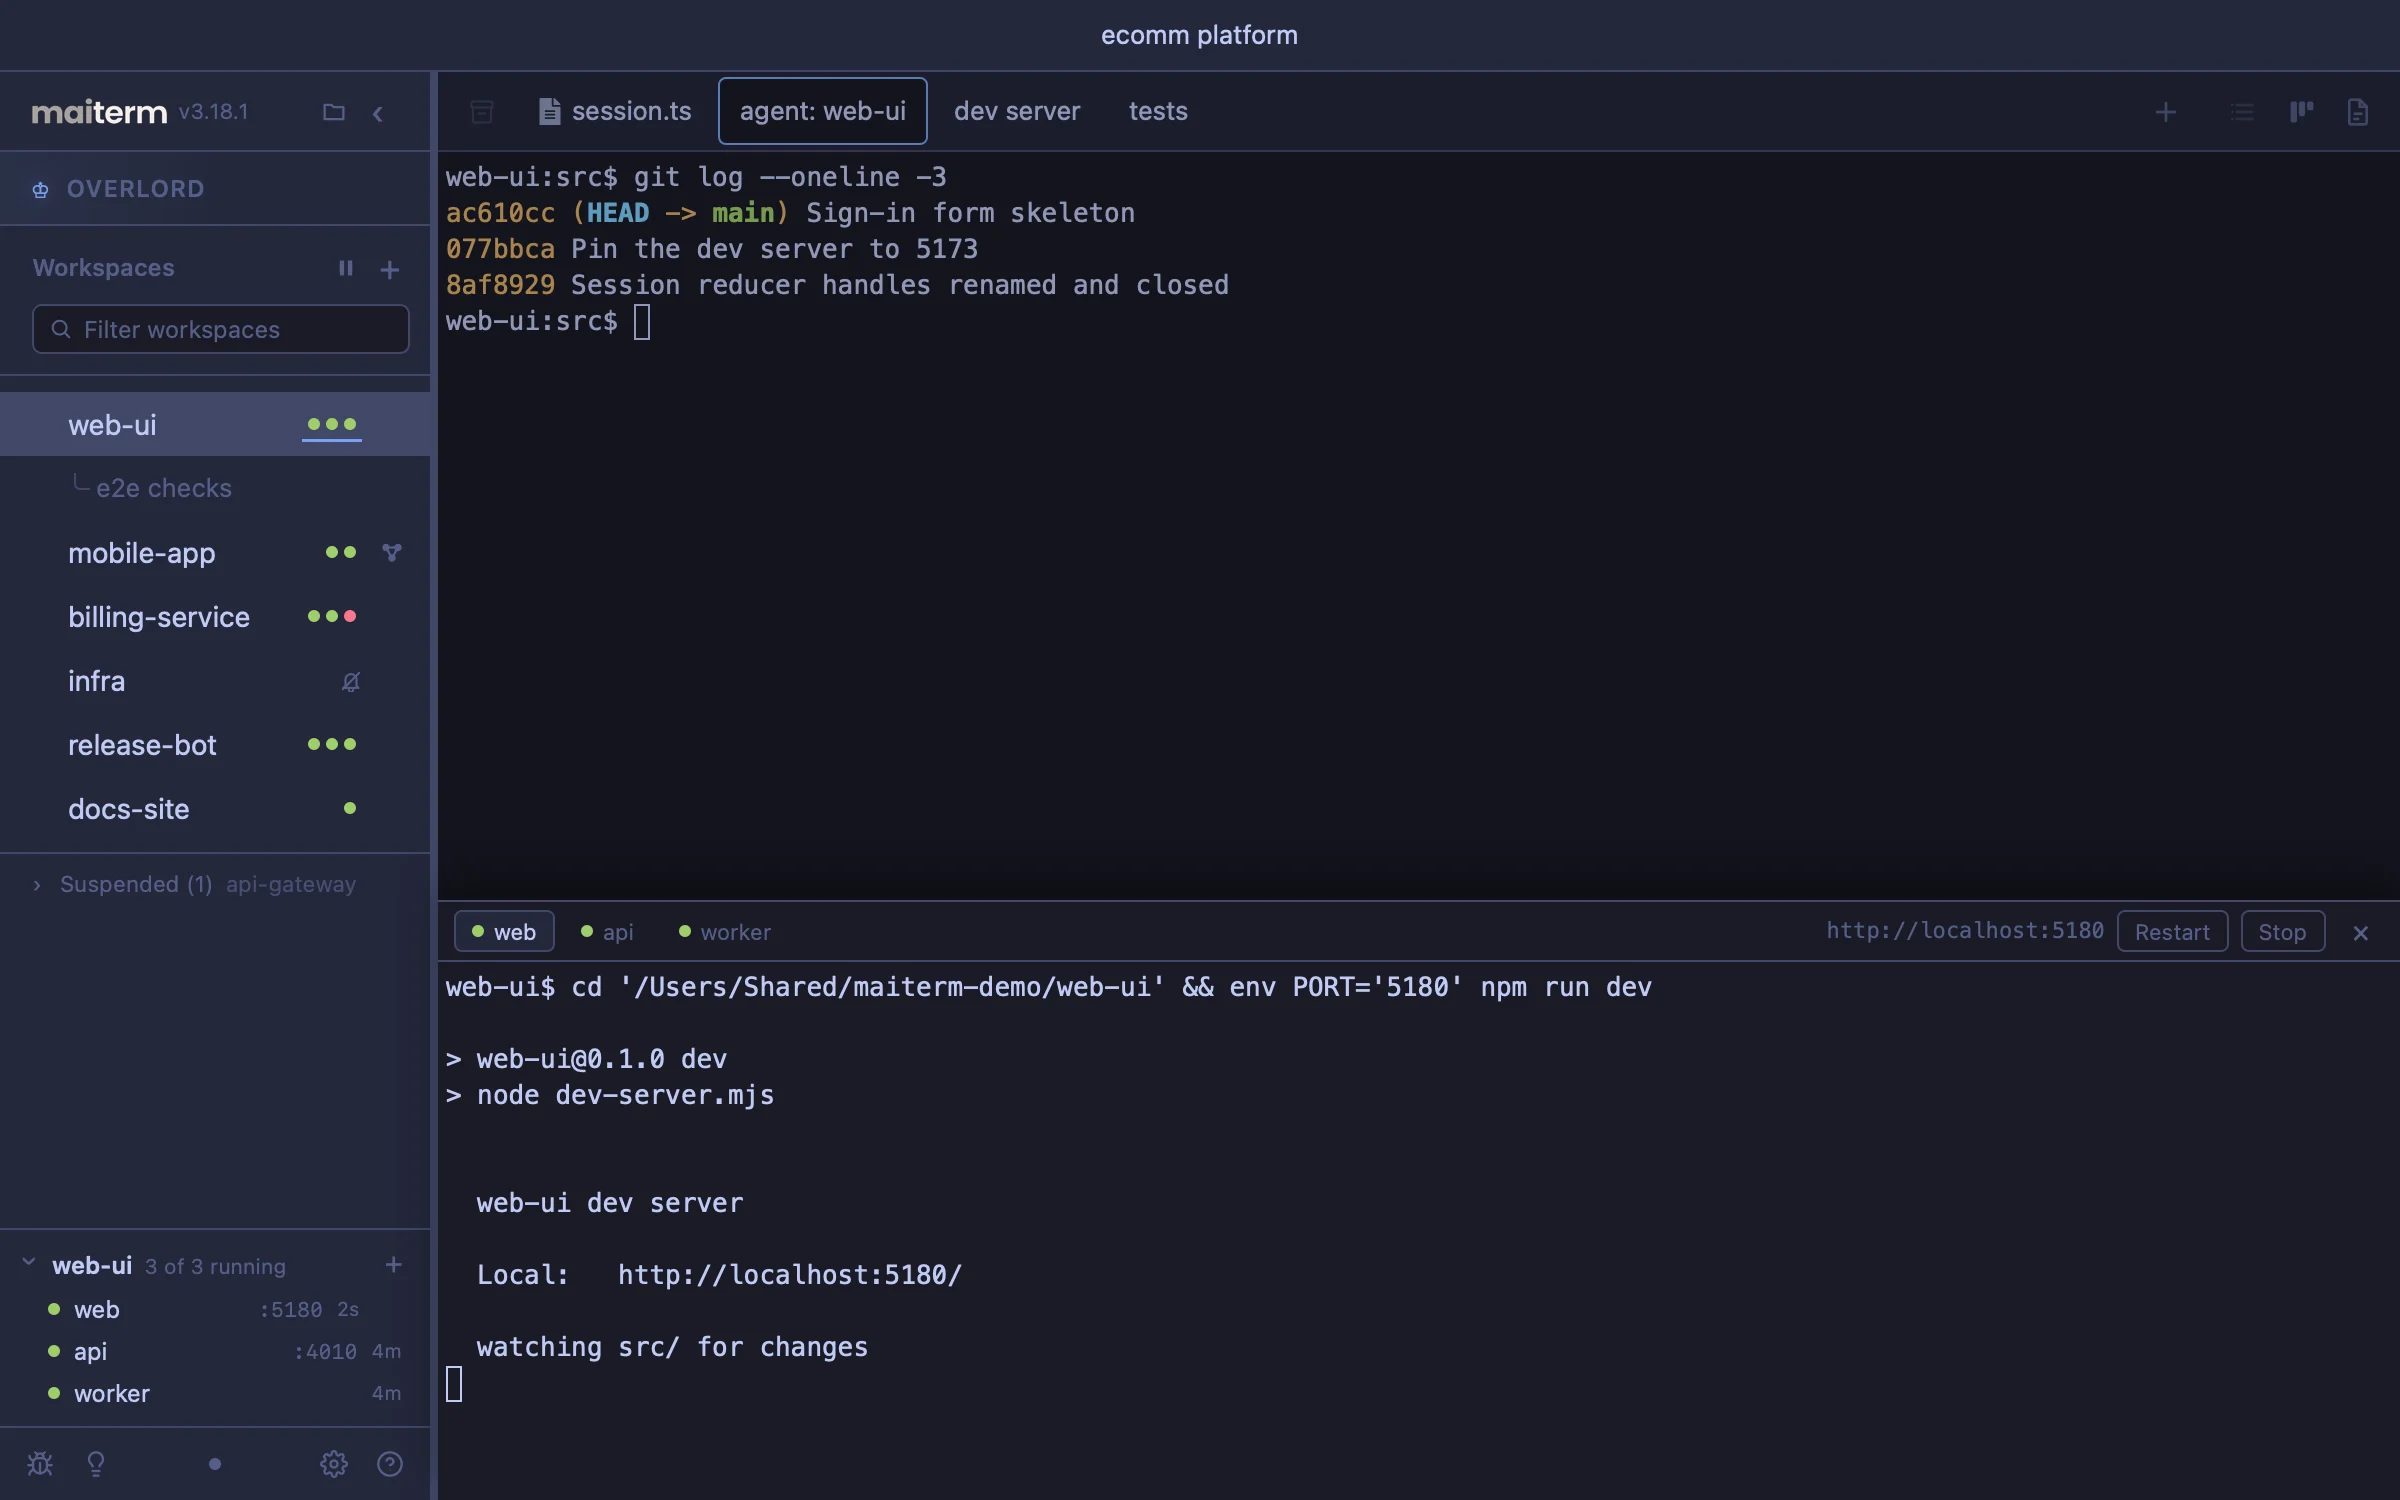 ecomm platform
maiterm v3.18.1
OVERLORD
Workspaces
Filter workspaces
web-ui
e2e checks
mobile-app
billing-service
infra
release-bot
docs-site
Suspended (1) api-gateway
web-ui 3 of 3 running
web :5180 2s
api :4010 4m
worker 4m
session.ts agent: web-ui dev server tests
web-ui:src$ git log --oneline -3
ac610cc (HEAD -> main) Sign-in form skeleton
077bbca Pin the dev server to 5173
8af8929 Session reducer handles renamed and closed
web-ui:src$
web api worker http://localhost:5180 Restart Stop
web-ui$ cd '/Users/Shared/maiterm-demo/web-ui' && env PORT='5180' npm run dev
> web-ui@0.1.0 dev
> node dev-server.mjs
web-ui dev server
Local: http://localhost:5180/
watching src/ for changes